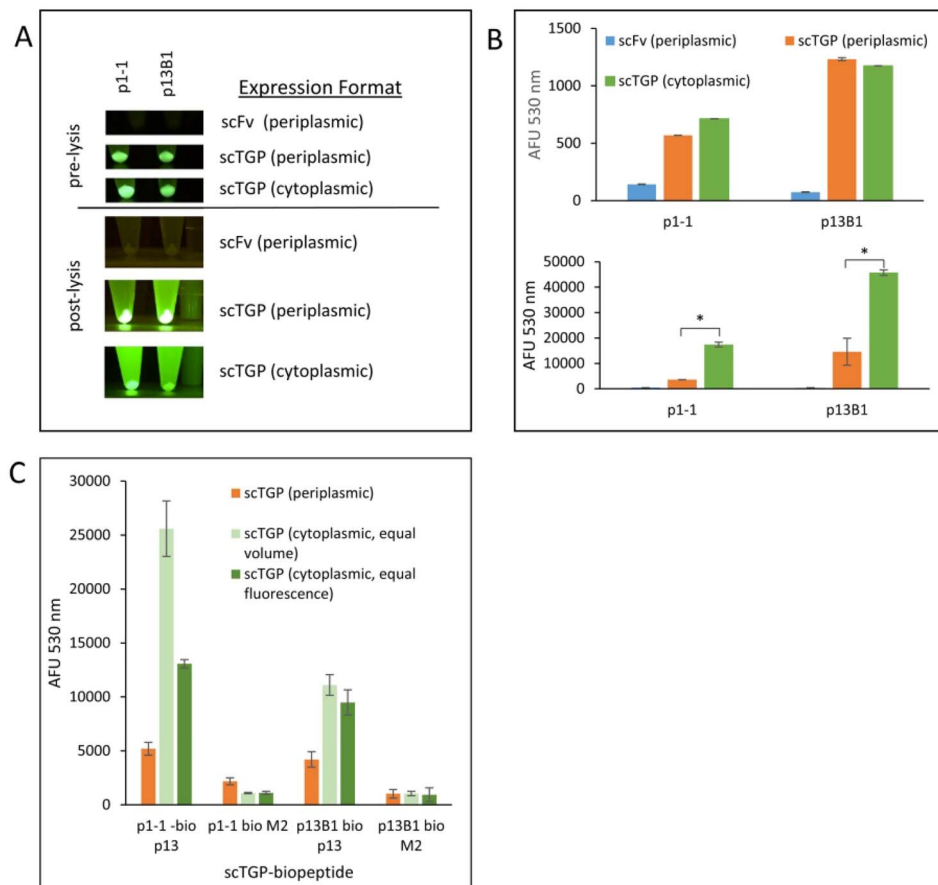 A
p1-1
p13B1
Expression Format
pre-lysis
scFv (periplasmic)
scTGP (periplasmic)
scTGP (cytoplasmic)
post-lysis
scFv (periplasmic)
scTGP (periplasmic)
scTGP (cytoplasmic)
B
scFv (periplasmic)
scTGP (periplasmic)
scTGP (cytoplasmic)
AFU 530 nm
1500
1000
500
0
p1-1
p13B1
AFU 530 nm
50000
40000
30000
20000
10000
0
*
*
p1-1
p13B1
C
AFU 530 nm
30000
25000
20000
15000
10000
5000
0
scTGP (periplasmic)
scTGP (cytoplasmic, equal
volume)
scTGP (cytoplasmic, equal
fluorescence)
p1-1 -bio
p13
p1-1 bio M2
p13B1 bio
p13
p13B1 bio
M2
scTGP-biopeptide